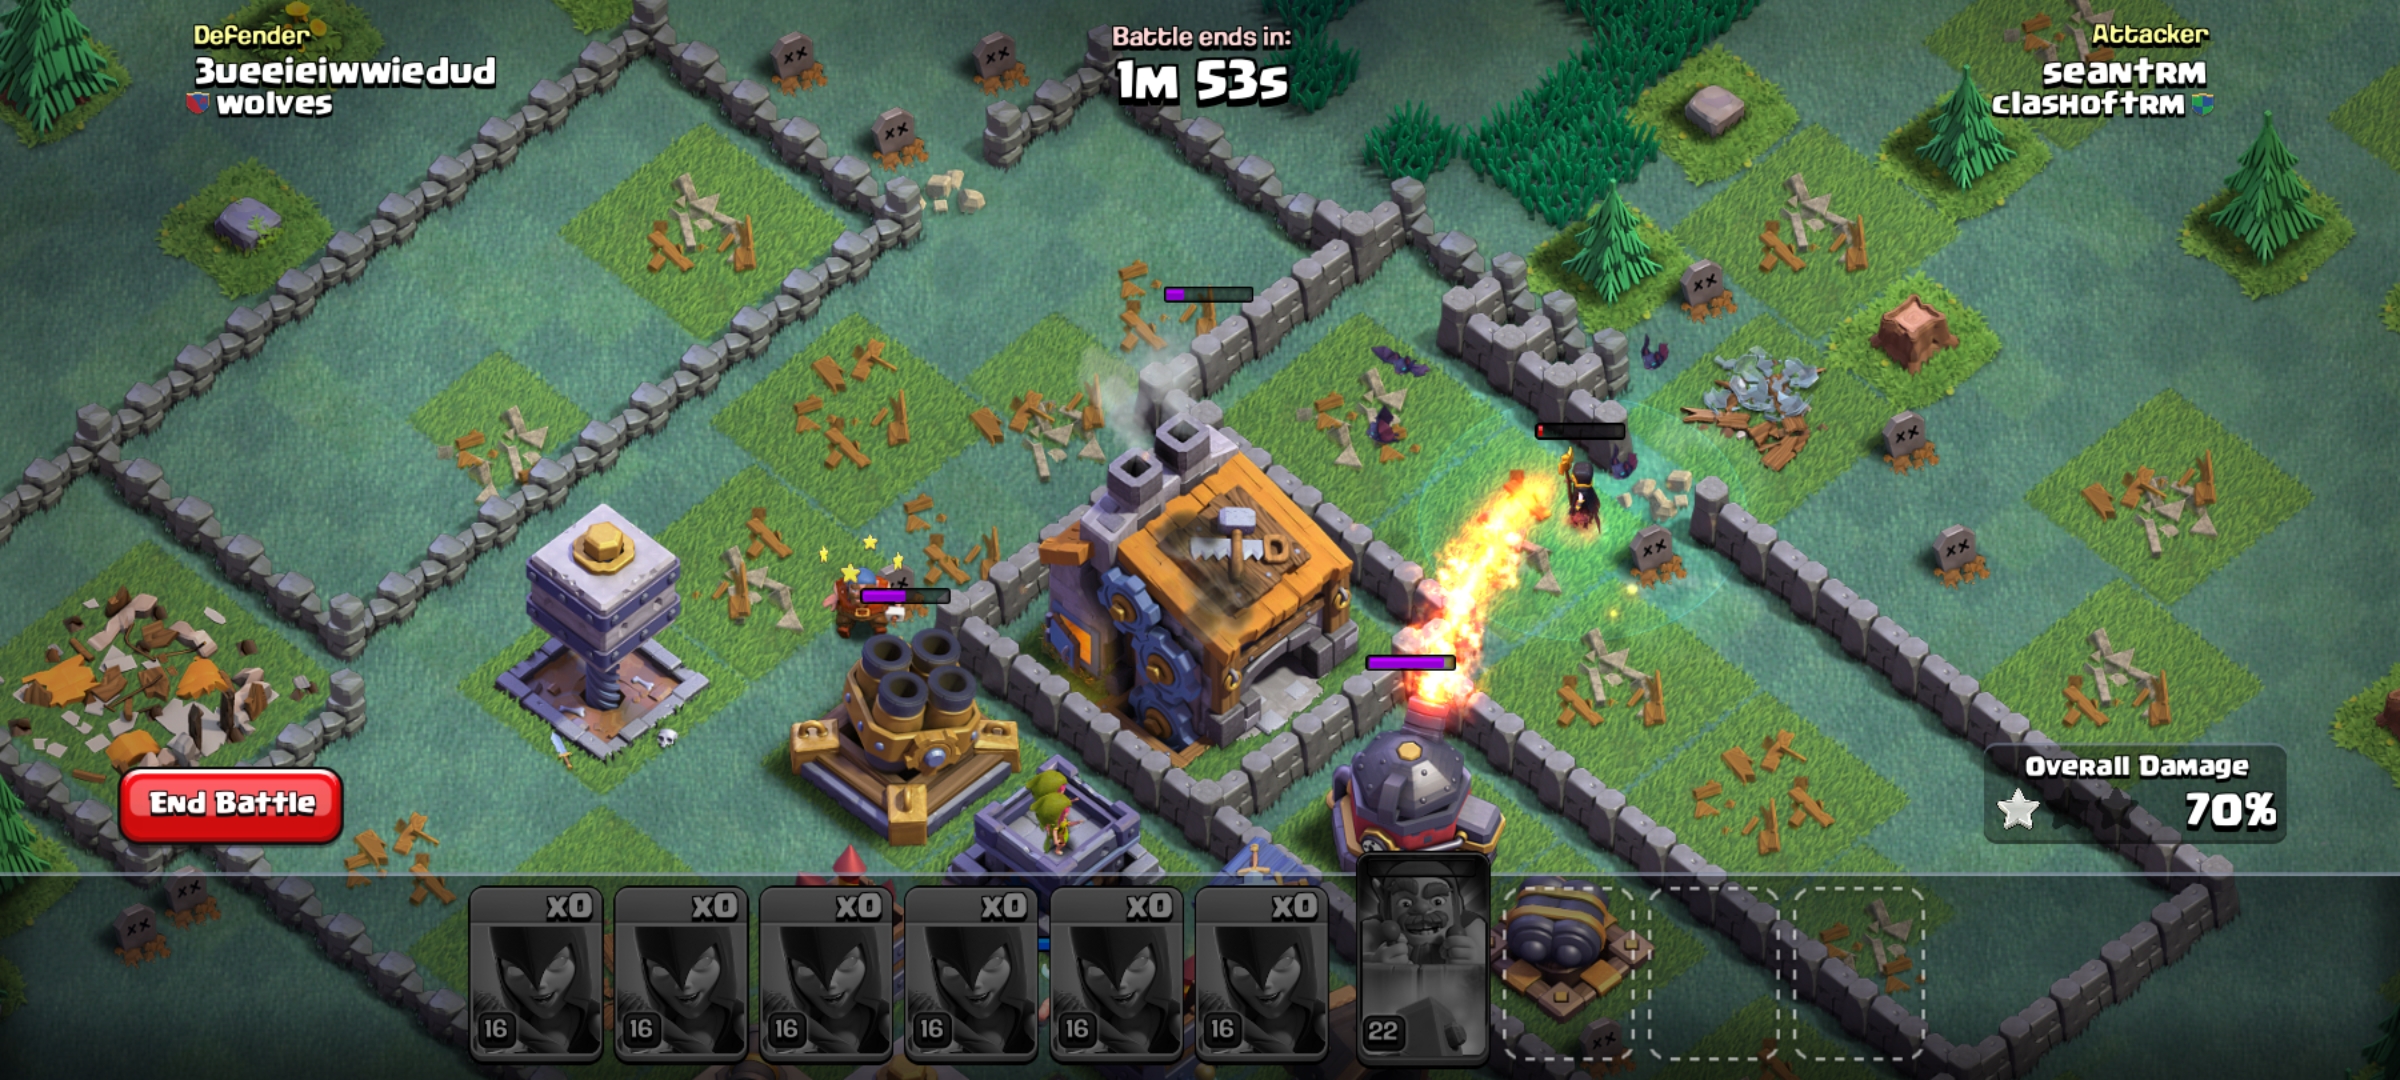 Defender
3ueeieiwwiedud
wolves
Battle ends in:
1M 53s
Attacker
seantRM
clashoftRM
Overall Damage
70%
End Battle
x0
x0
x0
x0
x0
x0
16
16
16
16
16
16
22